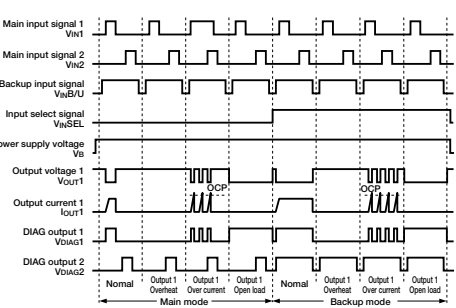 Main input signal 1
VIN1
Main input signal 2
VIN2
Backup input signal
VINB/U
Input select signal
VINSEL
ower supply voltage
VB
Output voltage 1
VOUT1
OCP
OCP
Output current 1
IOUT1
DIAG output 1
VDIAG1
DIAG output 2
VDIAG2
Nomal
Output 1
Overheat
Output 1
Over current
Output 1
Open load
Nomal
Output 1
Overheat
Output 1
Over current
Output 1
Open load
Main mode
Backup mode